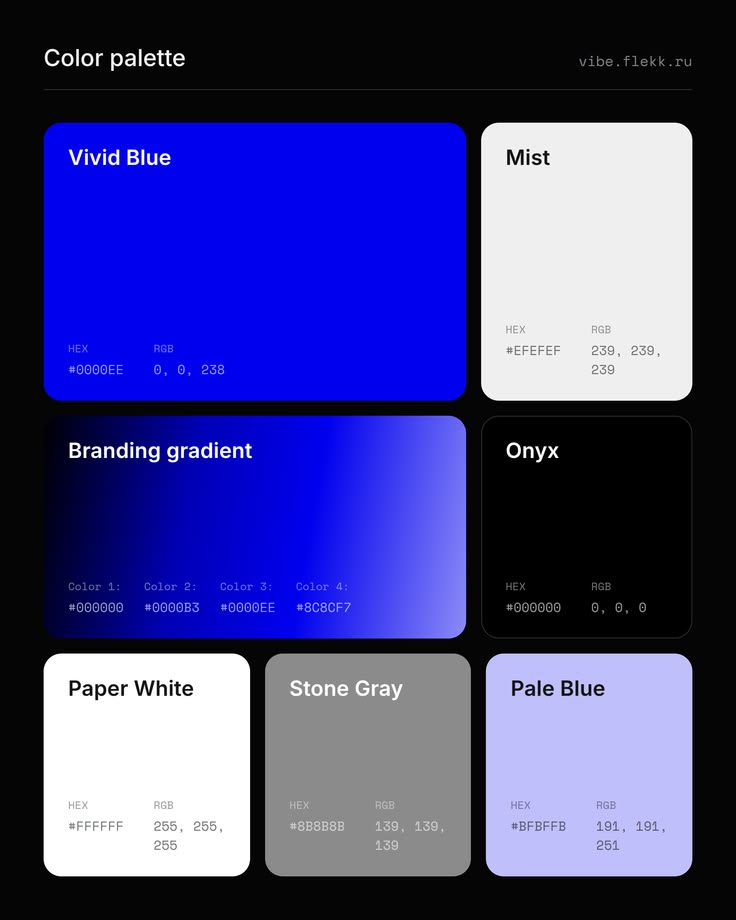 Color palette
vibe.flekk.ru
Vivid Blue
HEX RGB
#0000EE 0, 0, 238
Mist
HEX RGB
#EFEFEF 239, 239,
239
Branding gradient
Color 1: Color 2: Color 3: Color 4:
#000000 #0000B3 #0000EE #8C8CF7
Onyx
HEX RGB
#000000 0, 0, 0
Paper White
HEX RGB
#FFFFFF 255, 255,
255
Stone Gray
HEX RGB
#8B8B8B 139, 139,
139
Pale Blue
HEX RGB
#BFBFFB 191, 191,
251